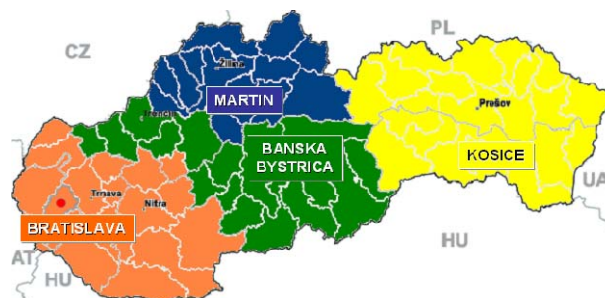 PL
CZ
Žilina
MARTIN
Prešov
Trenčín
BANSKA
BYSTRICA
KOSICE
UA
Trnava
Nitra
BRATISLAVA
HU
AT
HU